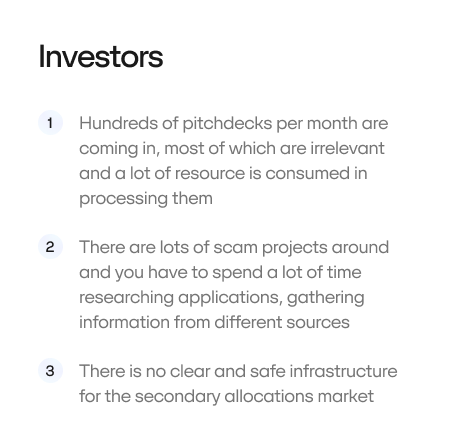 Investors
1 Hundreds of pitchdecks per month are
coming in, most of which are irrelevant
and a lot of resource is consumed in
processing them
2 There are lots of scam projects around
and you have to spend a lot of time
researching applications, gathering
information from different sources
3 There is no clear and safe infrastructure
for the secondary allocations market